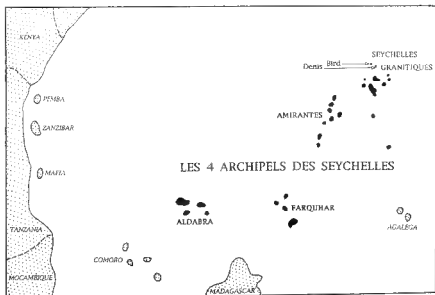 KENYA
SEYCHELLES
Denis Bird GRANITIQUES
PEMBA
AMIRANTES
ZANZIBAR
LES 4 ARCHIPELS DES SEYCHELLES
MAFIA
ALDABRA
FARQUHAR
AGALEGA
TANZANIA
COMORO
MOCAMBIQUE
MADAGASCAR